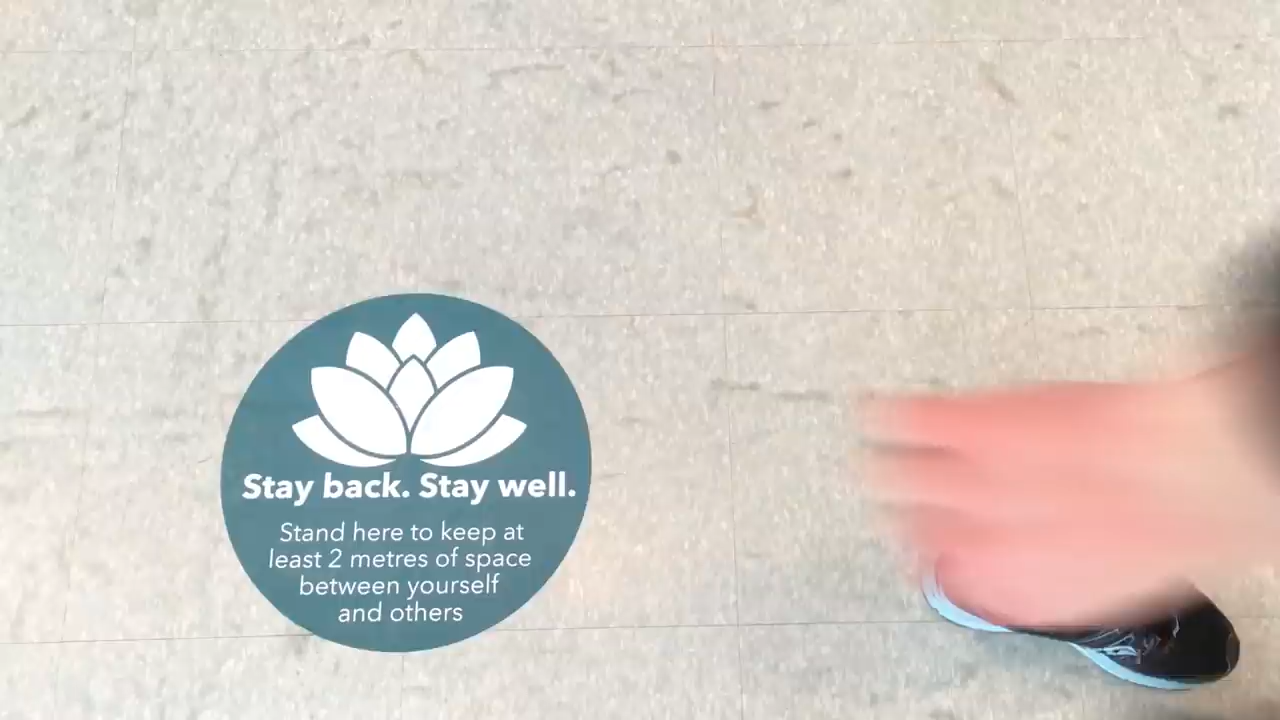 Stay back. Stay well.
Stand here to keep at
least 2 metres of space
between yourself
and others